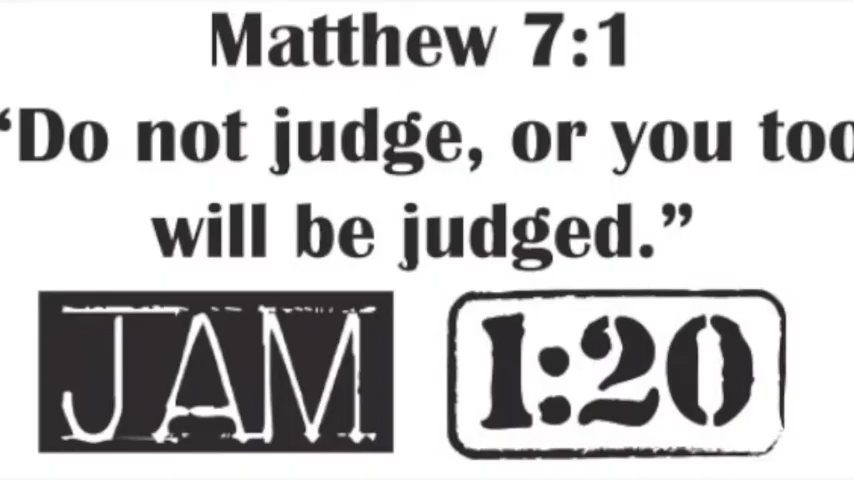 Matthew 7:1
“Do not judge, or you too
will be judged.”
JAM 1:20